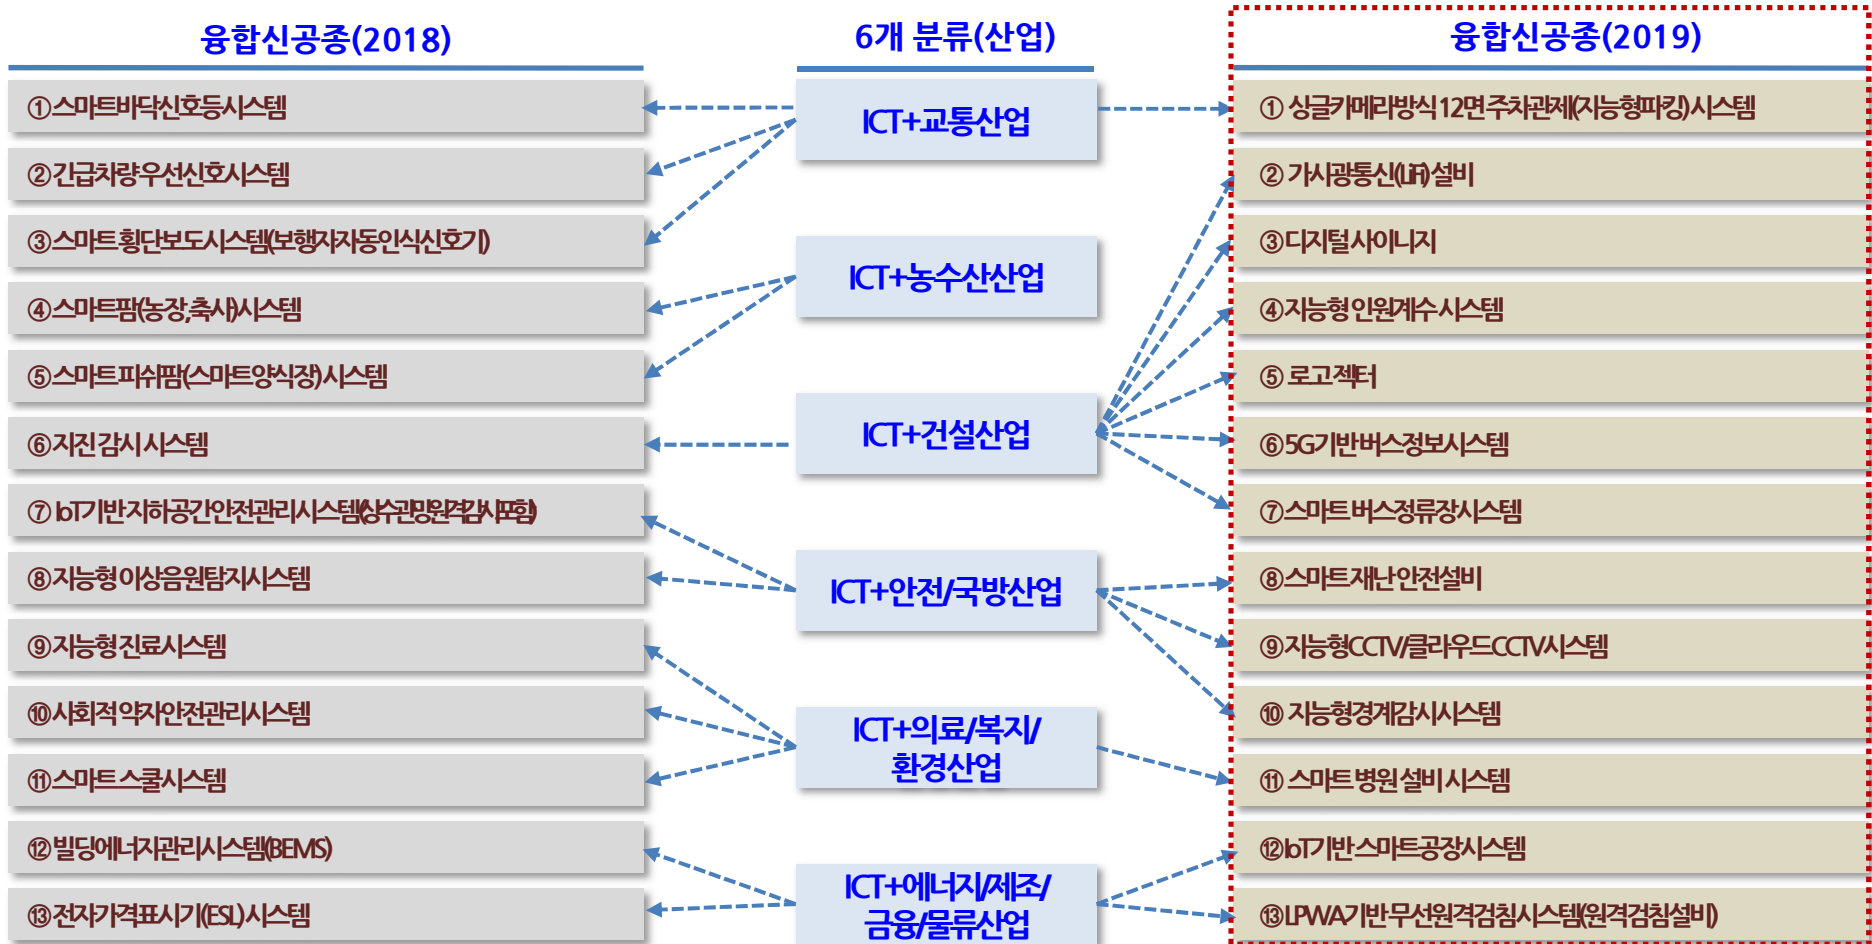 융합신공종(2018)
①스마트바닥신호등시스템
②긴급차량우선신호시스템
③스마트 횡단보도시스템(보행자자동인식신호기)
④스마트팜(농장,축사)시스템
⑤스마트피쉬팜(스마트양식장)시스템
⑥지진감시시스템
⑦IoT기반지하공간안전관리시스템(상수관망원격감시포함)
⑧지능형이상음원탐지시스템
⑨지능형진료시스템
⑩사회적약자안전관리시스템
⑪스마트스쿨시스템
⑫빌딩에너지관리시스템(BEMS)
⑬전자가격표시기(ESL)시스템
6개 분류(산업)
ICT+교통산업
ICT+농수산산업
ICT+건설산업
ICT+안전/국방산업
ICT+의료/복지/
환경산업
ICT+에너지/제조/
금융/물류산업
융합신공종(2019)
① 싱글카메라방식12면주차관제(지능형파킹)시스템
② 가시광통신(LiFi)설비
③디지털사이니지
④지능형인원계수시스템
⑤ 로고젝터
⑥5G기반버스정보시스템
⑦스마트버스정류장시스템
⑧스마트재난안전설비
⑨지능형CCTV/클라우드CCTV시스템
⑩ 지능형경계감시시스템
⑪ 스마트병원설비시스템
⑫IoT기반스마트공장시스템
⑬LPWA기반무선원격검침시스템(원격검침설비)